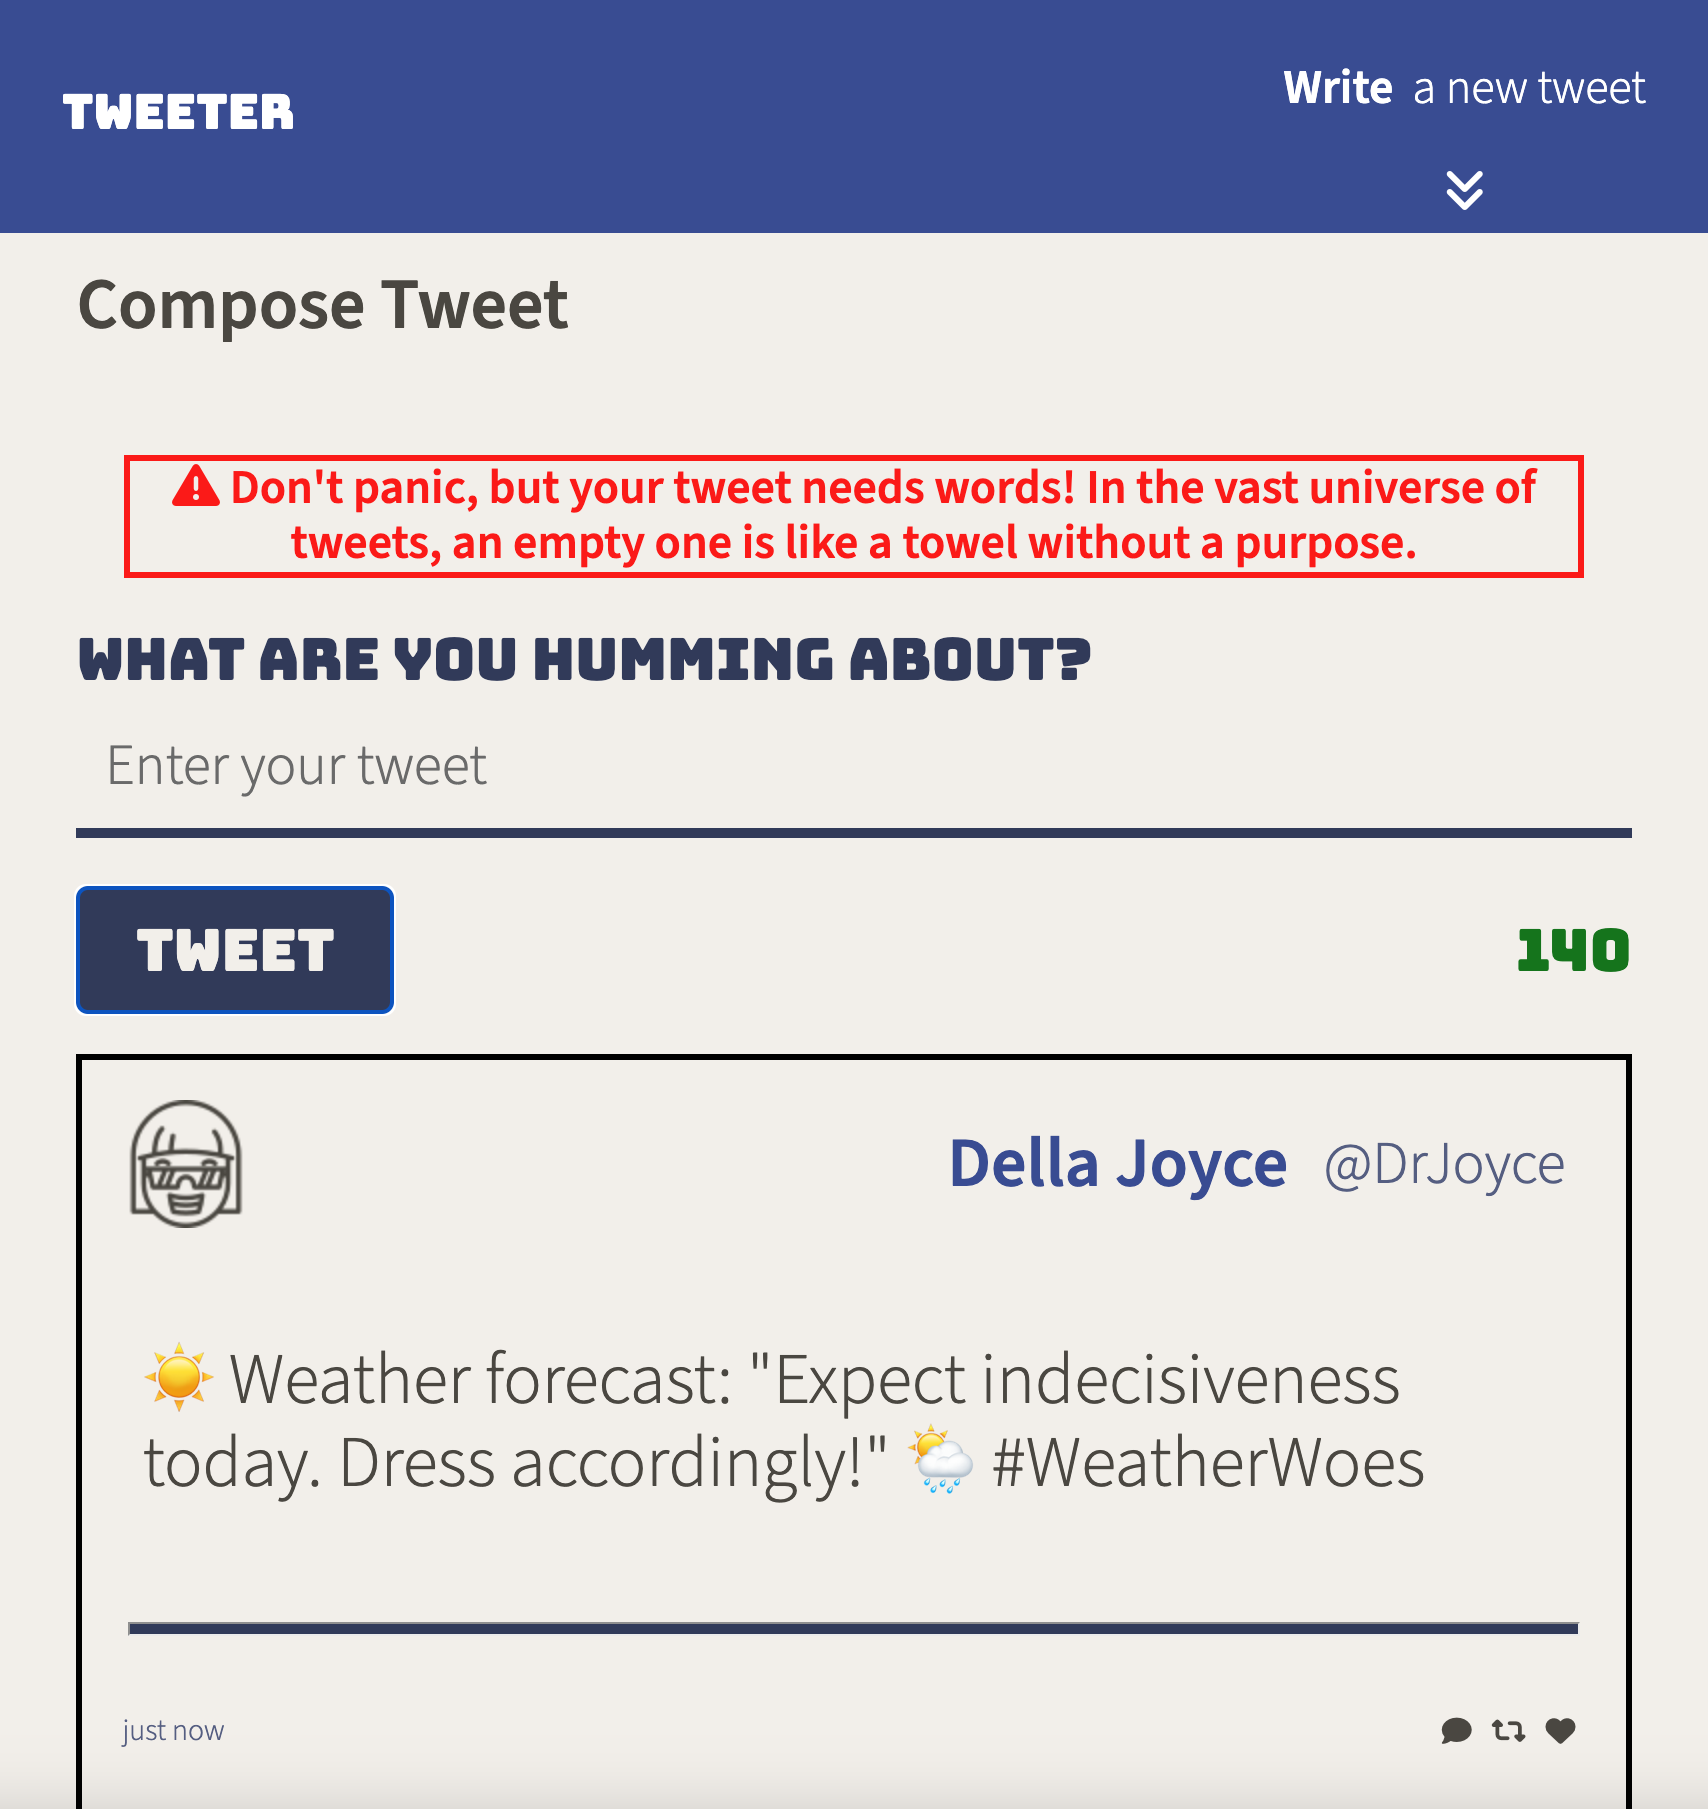 TWEETER
Write a new tweet
Compose Tweet
Don't panic, but your tweet needs words! In the vast universe of
tweets, an empty one is like a towel without a purpose.
WHAT ARE YOU HUMMING ABOUT?
Enter your tweet
TWEET
140
Della Joyce @DrJoyce
☀️ Weather forecast: "Expect indecisiveness
today. Dress accordingly!" 🌦️ #WeatherWoes
just now